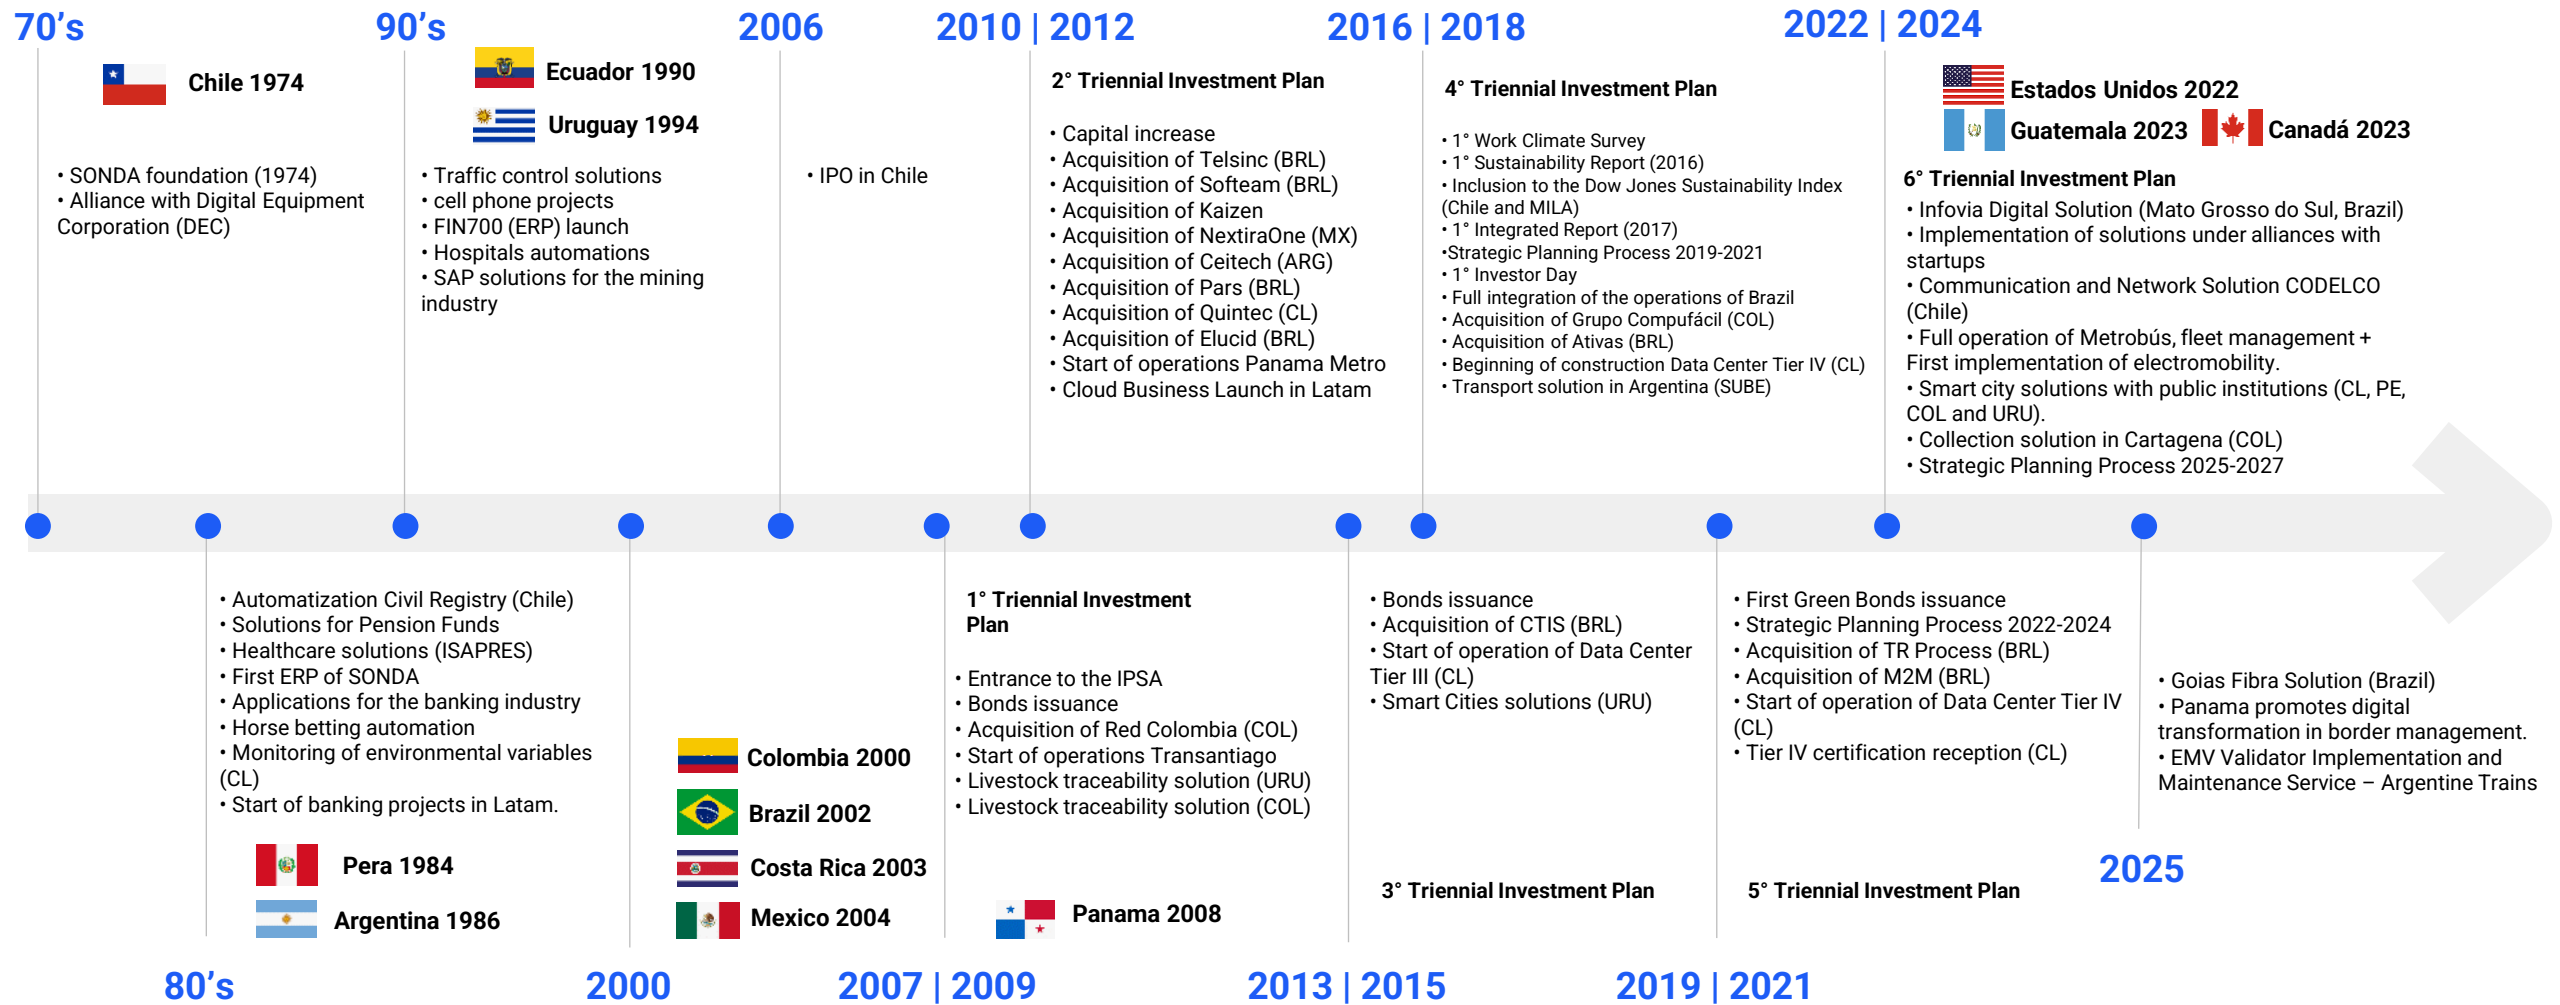 70's
Chile 1974
• SONDA foundation (1974)
• Alliance with Digital Equipment
Corporation (DEC)
80's
• Automatization Civil Registry (Chile)
• Solutions for Pension Funds
• Healthcare solutions (ISAPRES)
• First ERP of SONDA
• Applications for the banking industry
• Horse betting automation
• Monitoring of environmental variables
(CL)
• Start of banking projects in Latam.
Pera 1984
Argentina 1986
90's
Ecuador 1990
Uruguay 1994
• Traffic control solutions
• cell phone projects
• FIN700 (ERP) launch
• Hospitals automations
• SAP solutions for the mining
industry
2000
Colombia 2000
Brazil 2002
Costa Rica 2003
Mexico 2004
2006
• IPO in Chile
2007 | 2009
1° Triennial Investment
Plan
• Entrance to the IPSA
• Bonds issuance
• Acquisition of Red Colombia (COL)
• Start of operations Transantiago
• Livestock traceability solution (URU)
• Livestock traceability solution (COL)
Panama 2008
2010 | 2012
2° Triennial Investment Plan
• Capital increase
• Acquisition of Telsinc (BRL)
• Acquisition of Softeam (BRL)
• Acquisition of Kaizen
• Acquisition of NextiraOne (MX)
• Acquisition of Ceitech (ARG)
• Acquisition of Pars (BRL)
• Acquisition of Quintec (CL)
• Acquisition of Elucid (BRL)
• Start of operations Panama Metro
• Cloud Business Launch in Latam
2013 | 2015
• Bonds issuance
• Acquisition of CTIS (BRL)
• Start of operation of Data Center
Tier III (CL)
• Smart Cities solutions (URU)
3° Triennial Investment Plan
2016 | 2018
4° Triennial Investment Plan
• 1° Work Climate Survey
• 1° Sustainability Report (2016)
• Inclusion to the Dow Jones Sustainability Index
(Chile and MILA)
• 1° Integrated Report (2017)
•Strategic Planning Process 2019-2021
• 1° Investor Day
• Full integration of the operations of Brazil
• Acquisition of Grupo Compufácil (COL)
• Acquisition of Ativas (BRL)
• Beginning of construction Data Center Tier IV (CL)
• Transport solution in Argentina (SUBE)
2019 | 2021
• First Green Bonds issuance
• Strategic Planning Process 2022-2024
• Acquisition of TR Process (BRL)
• Acquisition of M2M (BRL)
• Start of operation of Data Center Tier IV
(CL)
• Tier IV certification reception (CL)
5° Triennial Investment Plan
2022 | 2024
Estados Unidos 2022
Guatemala 2023 Canadá 2023
6° Triennial Investment Plan
• Infovia Digital Solution (Mato Grosso do Sul, Brazil)
• Implementation of solutions under alliances with
startups
• Communication and Network Solution CODELCO
(Chile)
• Full operation of Metrobús, fleet management +
First implementation of electromobility.
• Smart city solutions with public institutions (CL, PE,
COL and URU).
• Collection solution in Cartagena (COL)
• Strategic Planning Process 2025-2027
2025
• Goias Fibra Solution (Brazil)
• Panama promotes digital
transformation in border management.
• EMV Validator Implementation and
Maintenance Service – Argentine Trains